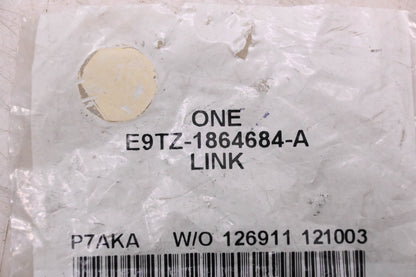 ONE
E9TZ-1864684-A
LINK
P7AKA W/O 126911 121003